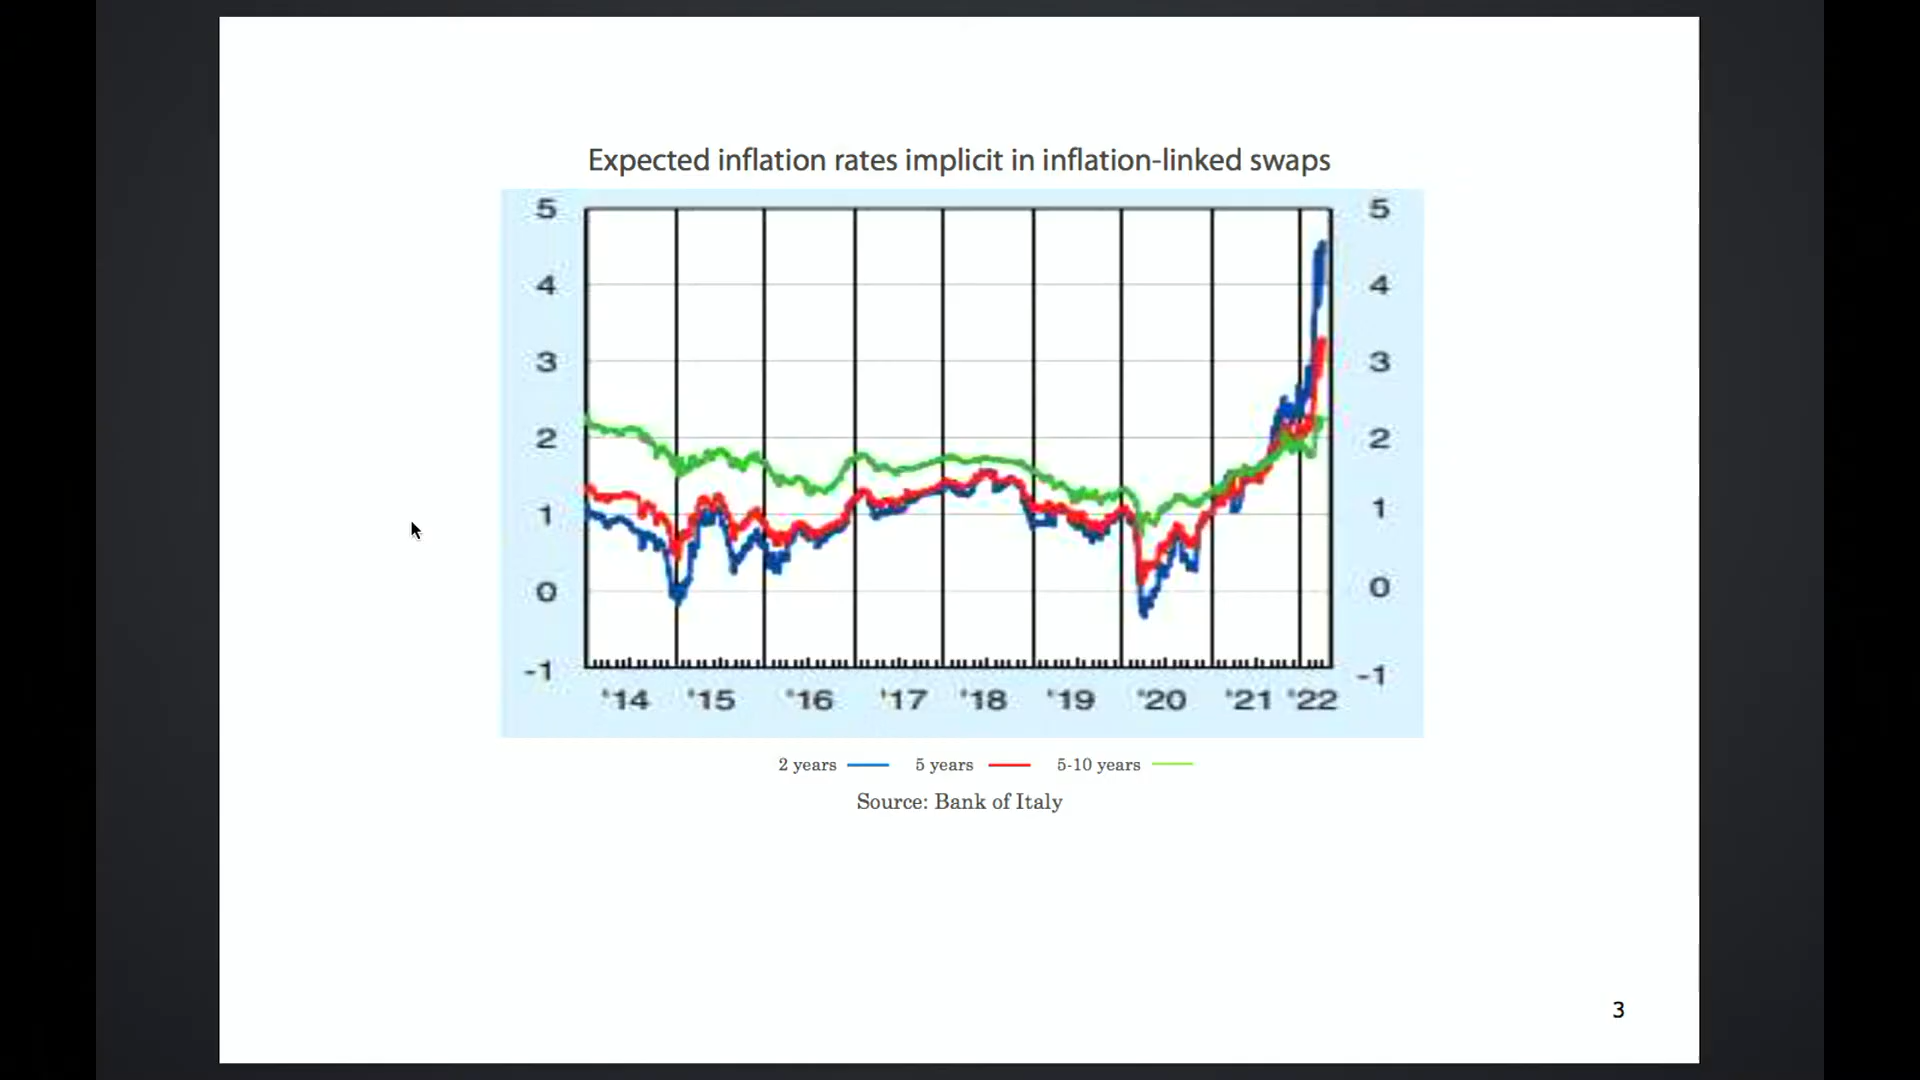 Expected inflation rates implicit in inflation-linked swaps
5 5
4 4
3 3
2 2
1 1
0 0
-1 -1
'14 '15 '16 '17 '18 '19 '20 '21 '22
2 years 5 years 5-10 years
Source: Bank of Italy
3